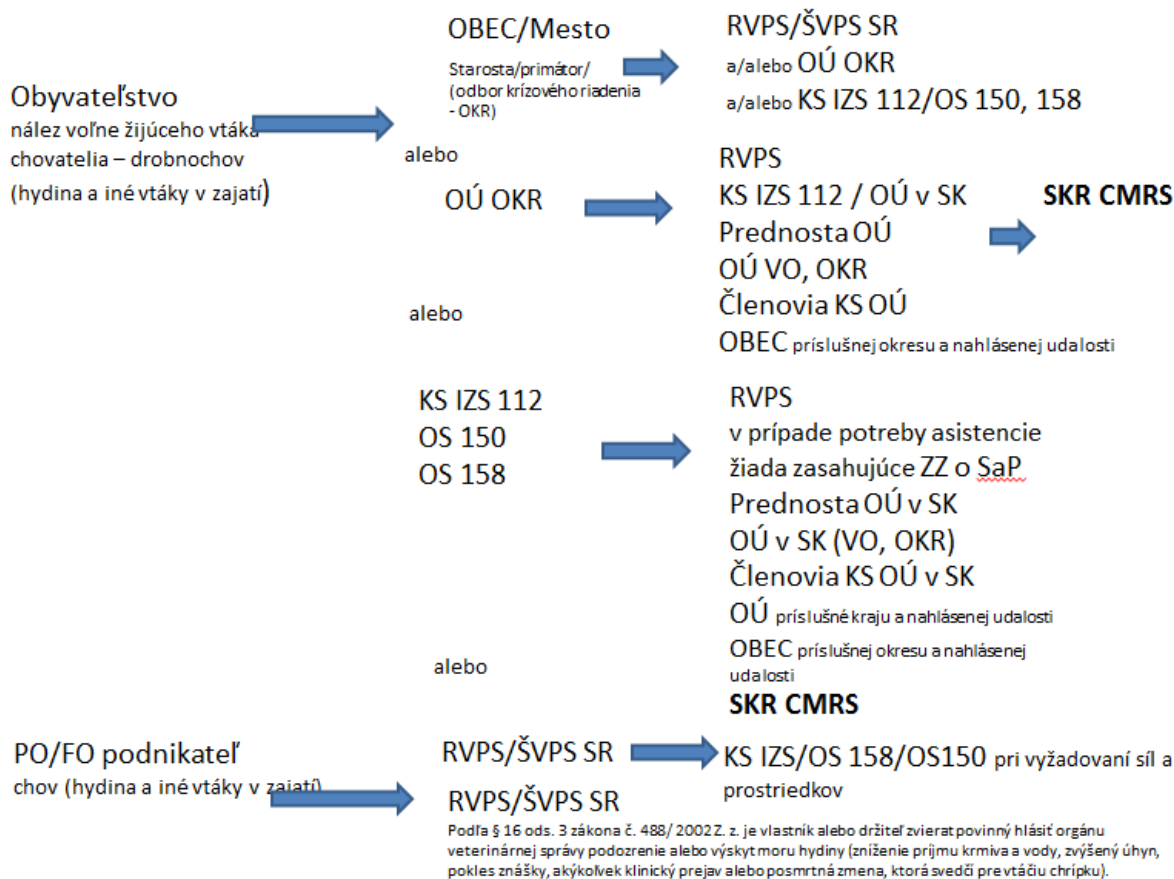 OBEC/Mesto
Starosta/primátor/
(odbor krízového riadenia
- OKR)
RVPS/ŠVPS SR
a/alebo OÚ OKR
a/alebo KS IZS 112/OS 150, 158
Obyvateľstvo
nález voľne žijúceho vtáka
chovatelia – drobnochov
(hydina a iné vtáky v zajatí)
alebo
OÚ OKR
RVPS
KS IZS 112 / OÚ v SK
Prednosta OÚ
OÚ VO, OKR
Členovia KS OÚ
OBEC príslušnej okresu a nahlásenej udalosti
SKR CMRS
alebo
KS IZS 112
OS 150
OS 158
RVPS
v prípade potreby asistencie
žiada zasahujúce ZZ o SaP
Prednosta OÚ v SK
OÚ v SK (VO, OKR)
Členovia KS OÚ v SK
OÚ príslušné kraju a nahlásenej udalosti
OBEC príslušnej okresu a nahlásenej
udalosti
SKR CMRS
alebo
PO/FO podnikateľ
chov (hydina a iné vtáky v zajatí)
RVPS/ŠVPS SR
KS IZS/OS 158/OS150 pri vyžadovaní síl a
prostriedkov
RVPS/ŠVPS SR
Podľa § 16 ods. 3 zákona č. 488/ 2002 Z. z. je vlastník alebo držiteľ zvierat povinný hlásiť orgánu
veterinárnej správy podozrenie alebo výskyt moru hydiny (zníženie príjmu krmiva a vody, zvýšený úhyn,
pokles znášky, akýkoľvek klinický prejav alebo posmrtná zmena, ktorá svedčí pre vtáčiu chrípku).